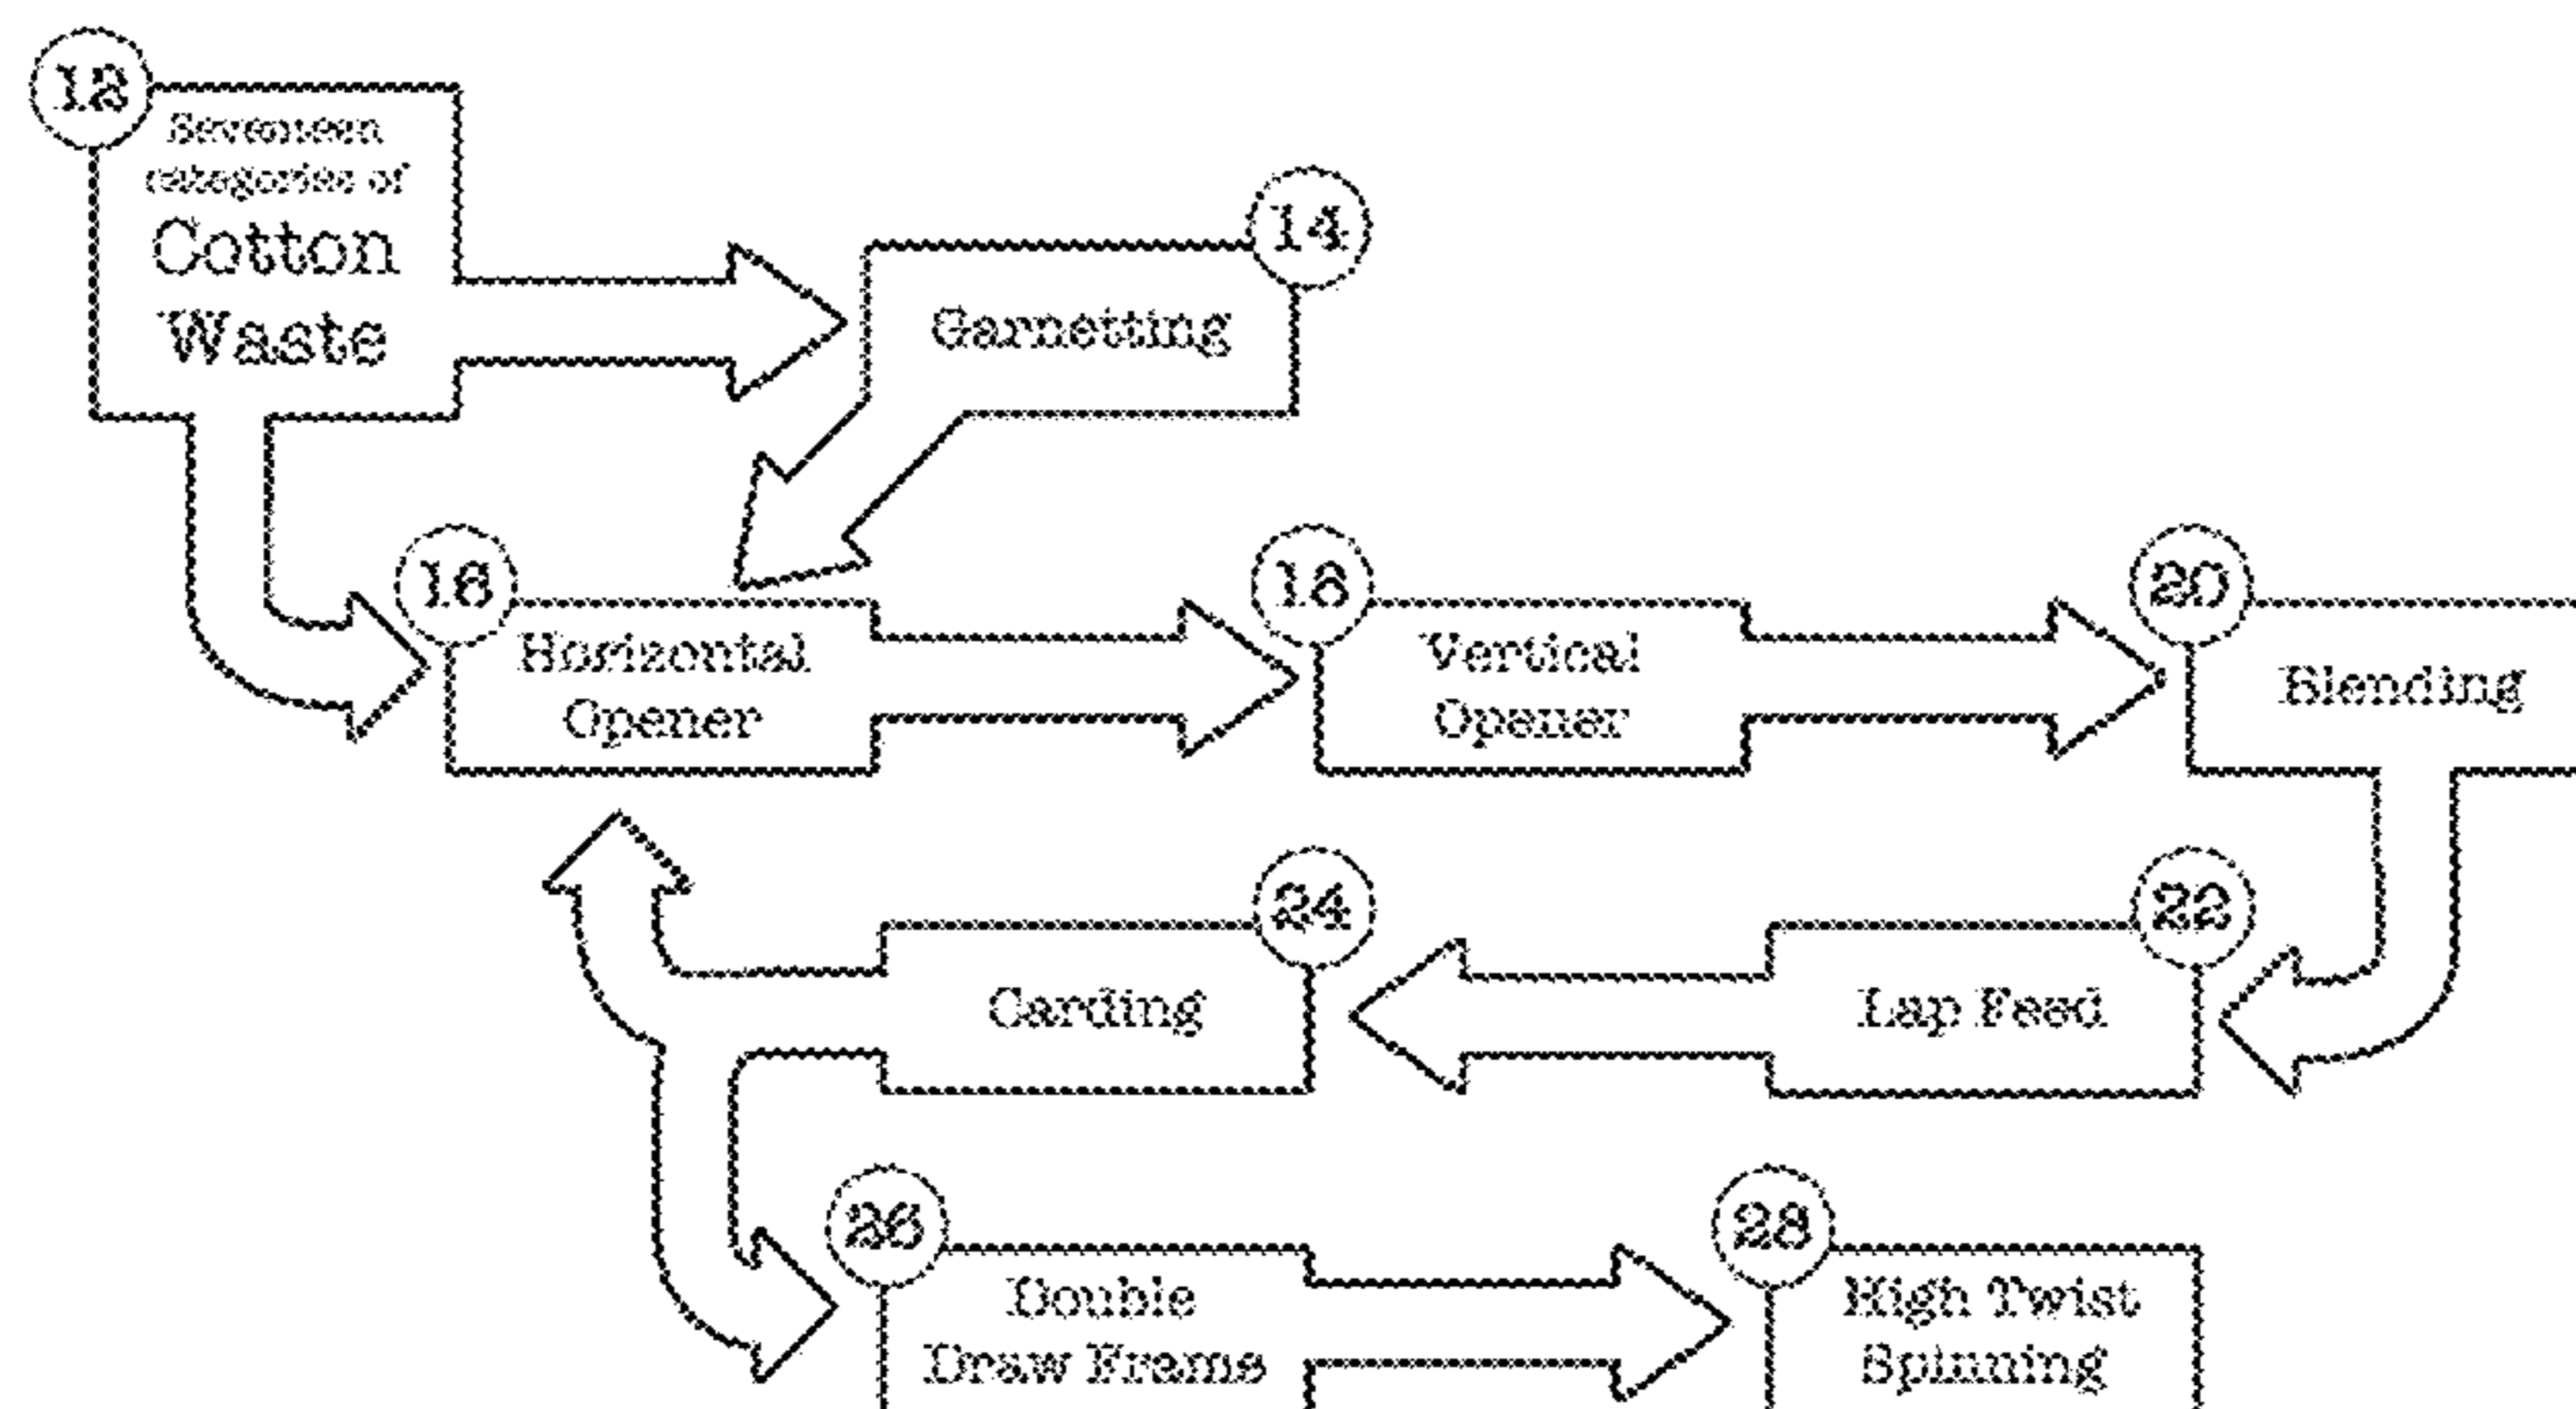 12
Seventeen
categories of
Cotton
Waste
14
Garnetting
16
Horizontal
Opener
18
Vertical
Opener
20
Blending
24
Carding
22
Lap Feed
26
Double
Draw Frame
28
High Twist
Spinning